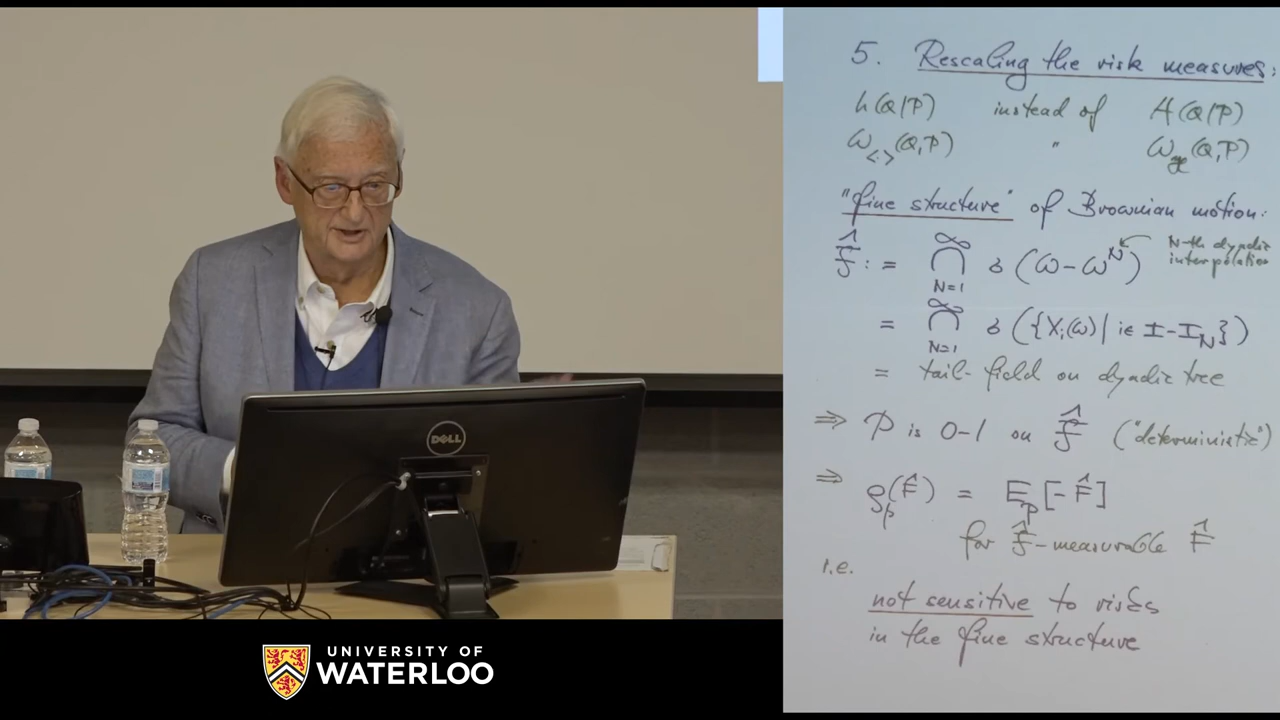 5. Rescaling the risk measures:
h(Q|P) instead of H(Q|P)
W<·>(Q,P) " W𝓗(Q,P)
"fine structure" of Brownian motion:
N-th dyadic
interpolation
F̂ := ⋂_{N=1}^{∞} σ(ω-ω^N)
= ⋂_{N=1}^{∞} σ({Xᵢ(ω)| i∈ I-I_N})
= tail-field on dyadic tree
⇒ P is 0-1 on F̂ ("deterministic")
⇒ ρ_P(F̂) = E_P[-F̂]
for F̂-measurable F̂
i.e.
not sensitive to risks
in the fine structure
DELL
UNIVERSITY OF
WATERLOO